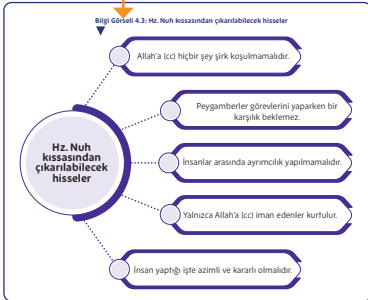 Bilgi Görseli 4.3: Hz. Nuh kıssasından çıkarılabilecek hisseler
Allah'a (cc) hiçbir şey şirk koşulmamalıdır.
Peygamberler görevlerini yaparken bir
karşılık beklemez.
Hz. Nuh
kıssasından
çıkarılabilecek
hisseler
İnsanlar arasında ayrımcılık yapılmamalıdır.
Yalnızca Allah'a (cc) iman edenler kurtulur.
İnsan yaptığı işte azimli ve kararlı olmalıdır.